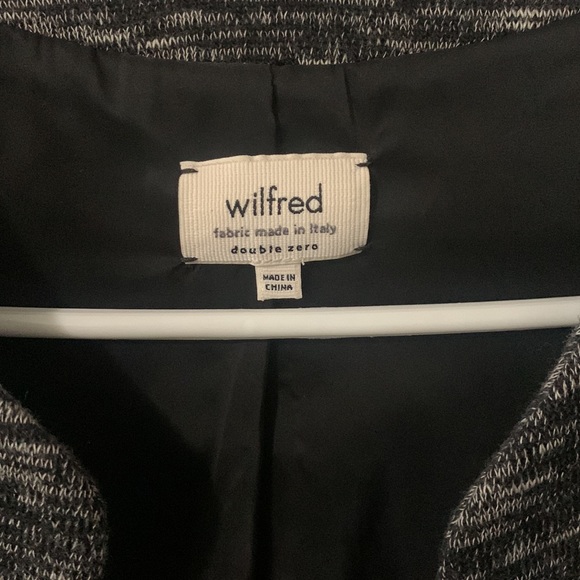 wilfred
fabric made in Italy
double zero
MADE IN
CHINA